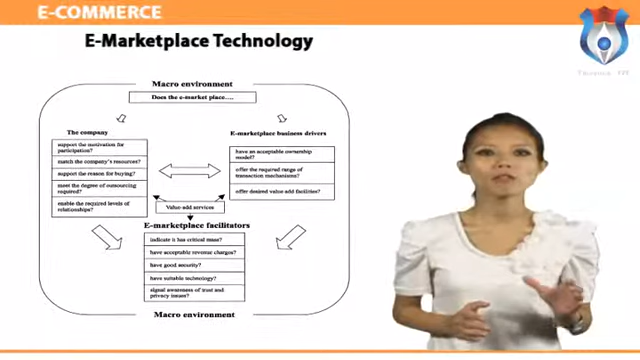 E-COMMERCE
E-Marketplace Technology
Macro environment
Does the e-market place....
The company
support the motivation for
participation?
match the company's resources?
support the reason for buying?
meet the degree of outsourcing
required?
enable the required levels of
relationships?
E-marketplace business drivers
have an acceptable ownership
model?
offer the required range of
transaction mechanisms?
offer desired value-add facilities?
Value-add services
E-marketplace facilitators
indicate it has critical mass?
have acceptable revenue charges?
have good security?
have suitable technology?
signal awareness of trust and
privacy issues?
Macro environment